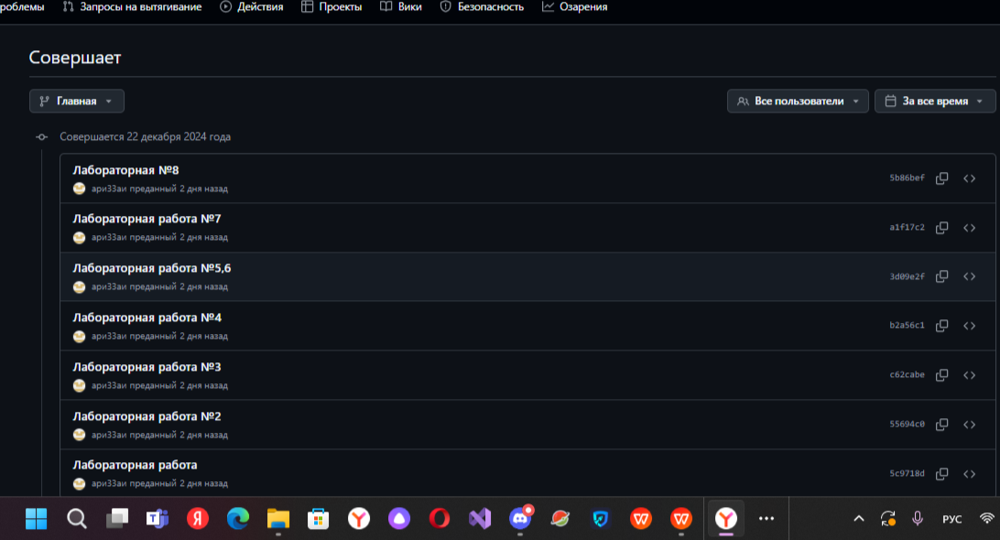 роблемы Запросы на вытягивание Действия Проекты Вики Безопасность Озарения
Совершает
Главная Все пользователи За все время
Совершается 22 декабря 2024 года
Лабораторная №8
ари33аи преданный 2 дня назад 5b86bef
Лабораторная работа №7
ари33аи преданный 2 дня назад a1f17c2
Лабораторная работа №5,6
ари33аи преданный 2 дня назад 3d09e2f
Лабораторная работа №4
ари33аи преданный 2 дня назад b2a56c1
Лабораторная работа №3
ари33аи преданный 2 дня назад c62cabe
Лабораторная работа №2
ари33аи преданный 2 дня назад 55694c0
Лабораторная работа
ари33аи преданный 2 дня назад 5c9718d
РУС